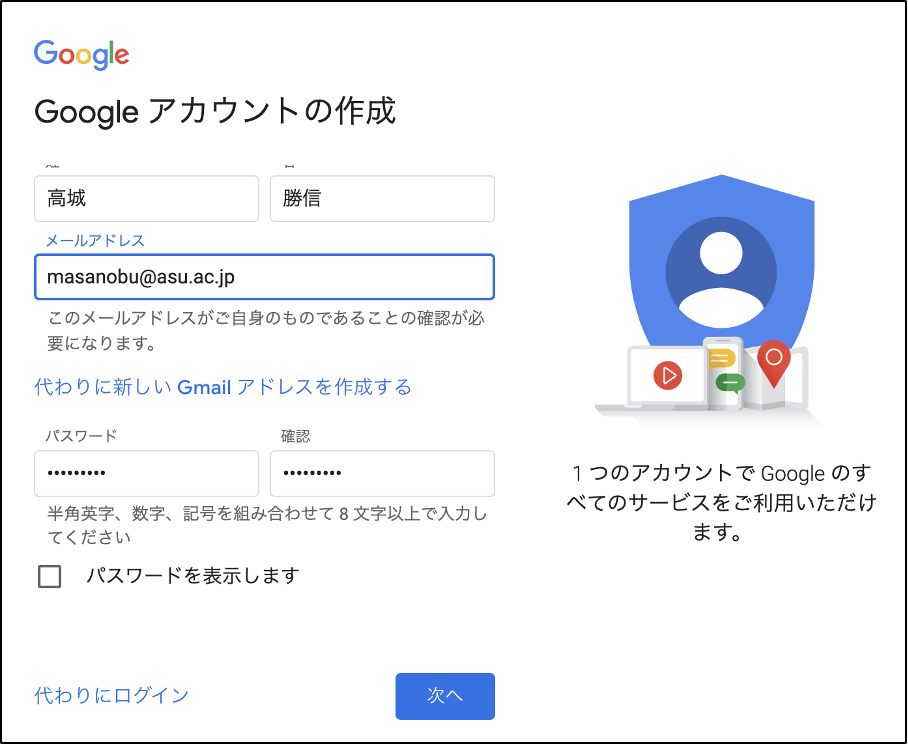 Google
Google アカウントの作成
高城
勝信
メールアドレス
masanobu@asu.ac.jp
このメールアドレスがご自身のものであることの確認が必
要になります。
代わりに新しい Gmail アドレスを作成する
パスワード
確認
•••••••••
•••••••••
半角英字、数字、記号を組み合わせて 8 文字以上で入力し
てください
パスワードを表示します
代わりにログイン
次へ
1 つのアカウントで Google のす
べてのサービスをご利用いただけ
ます。